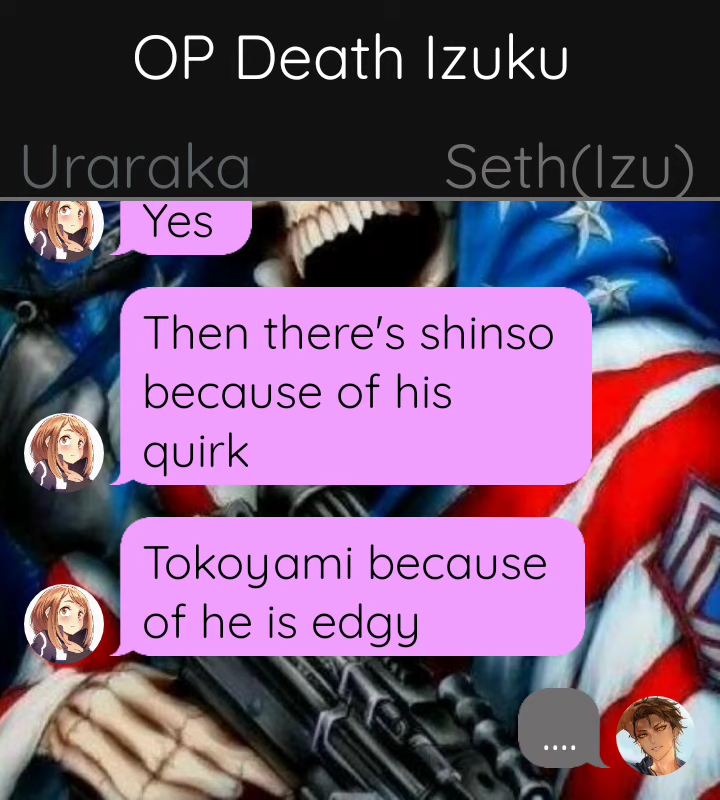 OP Death Izuku
Uraraka
Seth(Izu)
Yes
Then there's shinso
because of his
quirk
Tokoyami because
of he is edgy
....